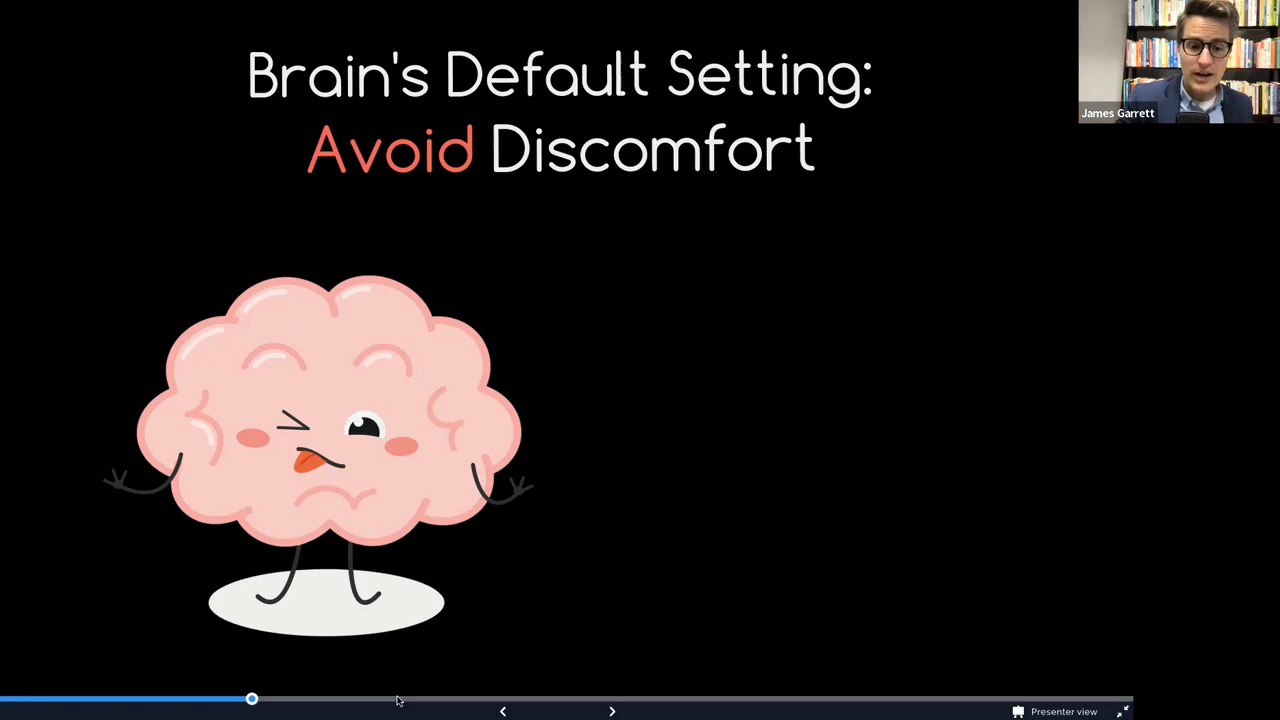 Brain's Default Setting:
Avoid Discomfort
James Garrett
Presenter view